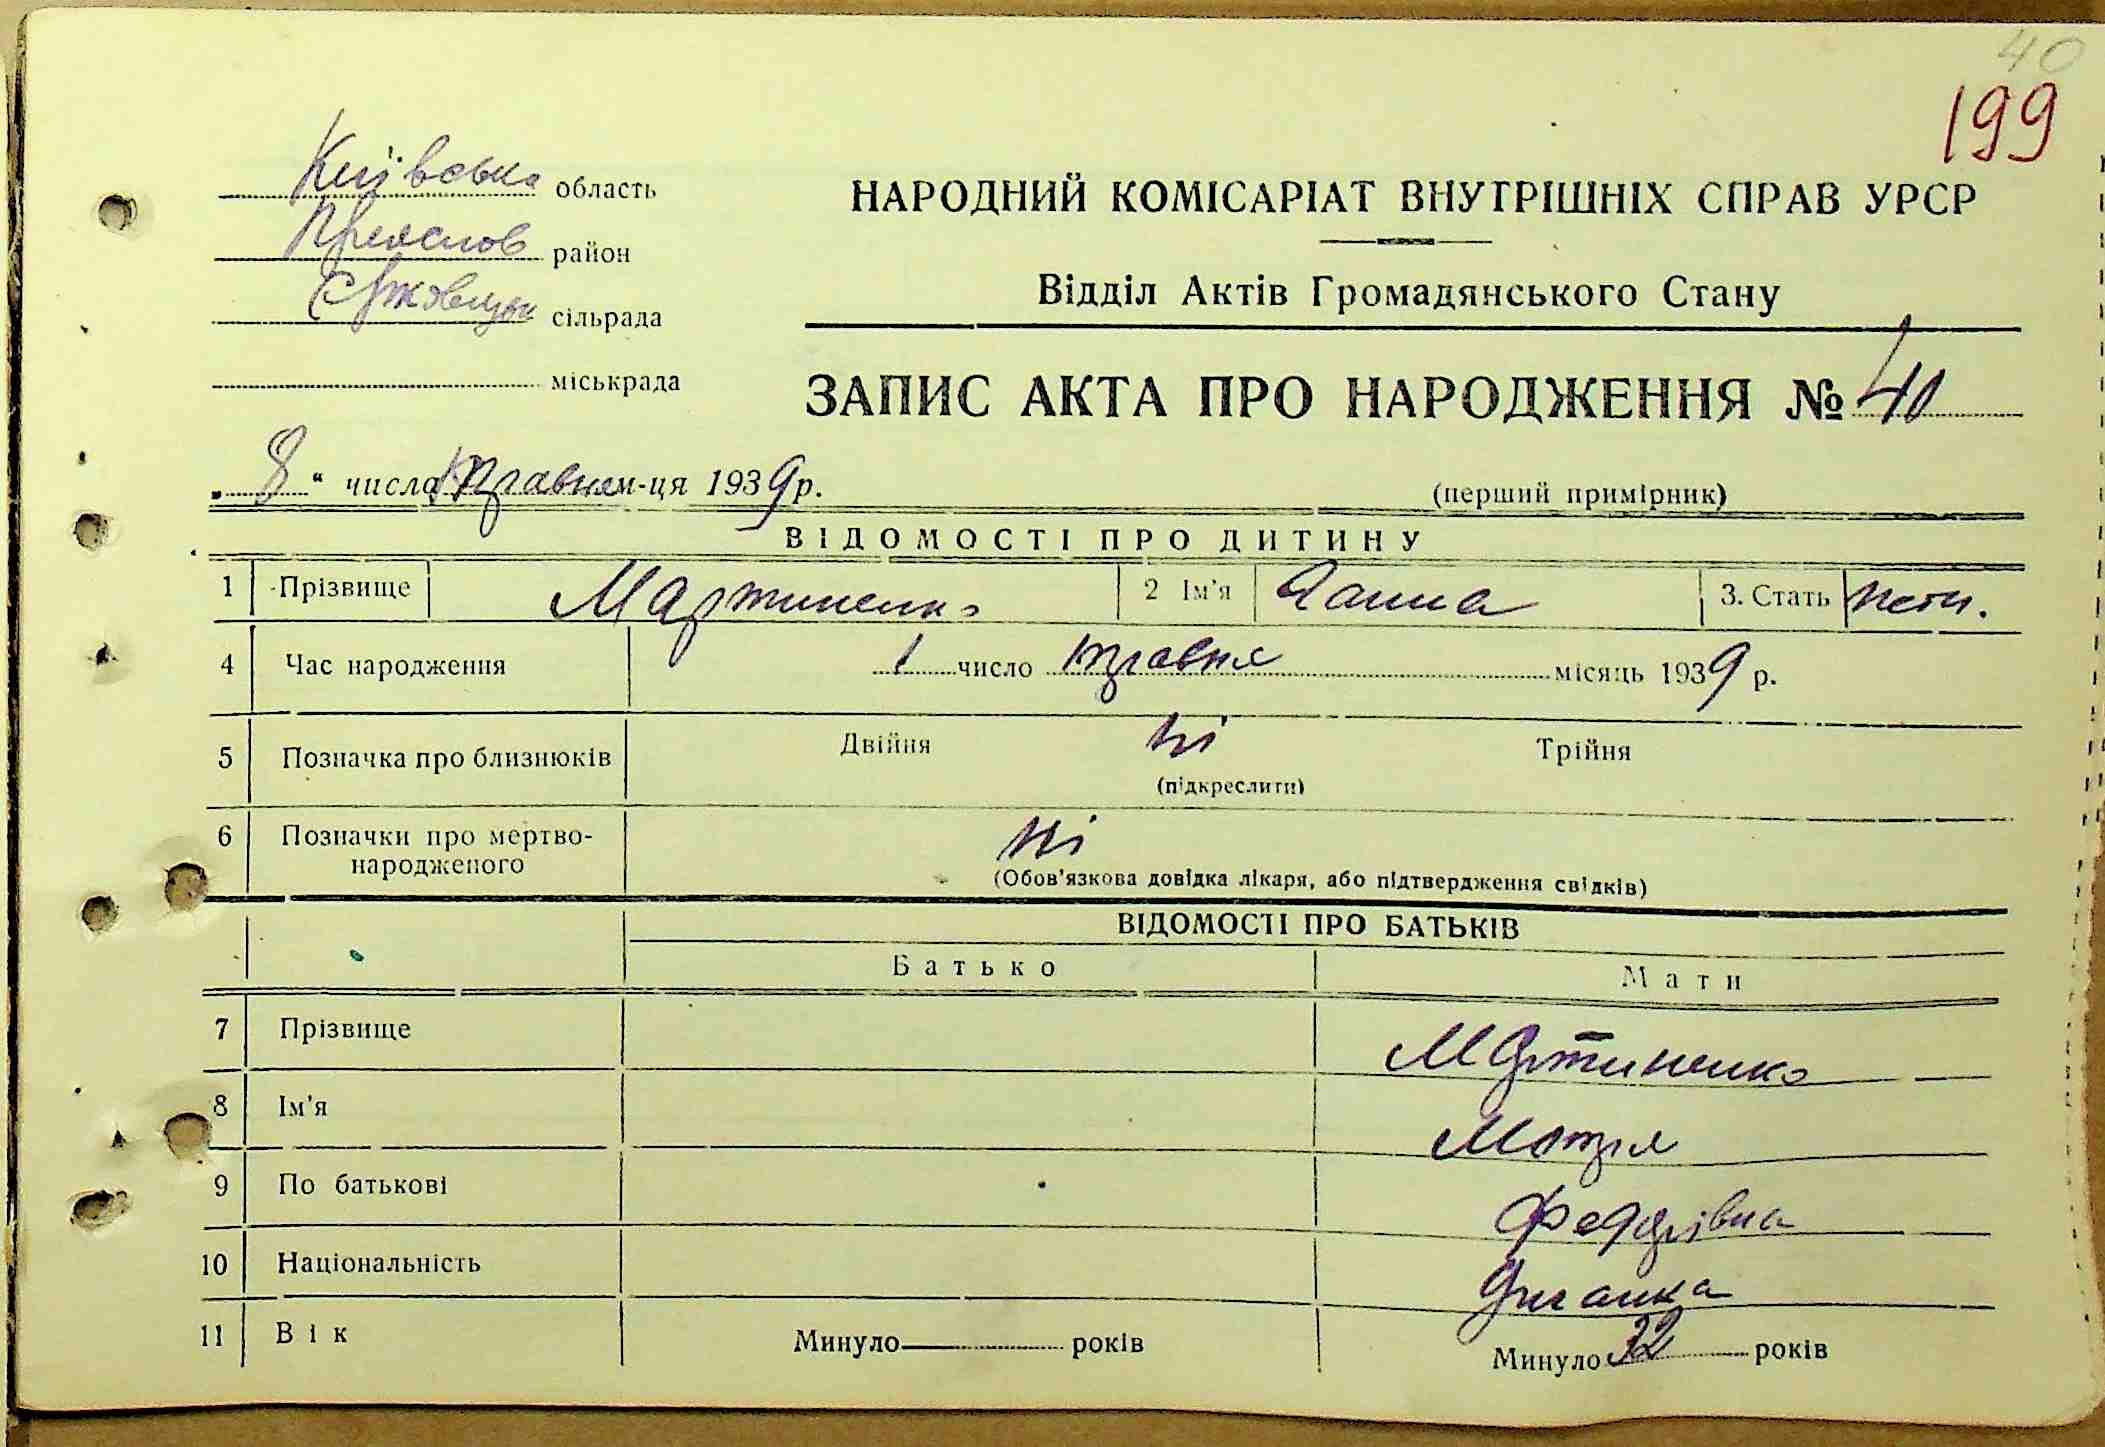 40
199
Київська область
НАРОДНИЙ КОМІСАРІАТ ВНУТРІШНІХ СПРАВ УРСР
район
сільрада
Відділ Актів Громадянського Стану
міськрада
ЗАПИС АКТА ПРО НАРОДЖЕННЯ № 40
„ 8 “ числа травня м-ця 1939 р.
(перший примірник)
ВІДОМОСТІ ПРО ДИТИНУ
1 Прізвище Мартиненко 2 Ім'я Ганна 3. Стать
4 Час народження 1 число травня місяць 1939 р.
5 Позначка про близнюків Двійня ні Трійня
(підкреслити)
6 Позначки про мертво-
народженого ні
(Обов'язкова довідка лікаря, або підтвердження свідків)
ВІДОМОСТІ ПРО БАТЬКІВ
Батько Мати
7 Прізвище Мартиненко
8 Ім'я Мотря
9 По батькові Федорівна
10 Національність
11 Вік Минуло років Минуло 32 років